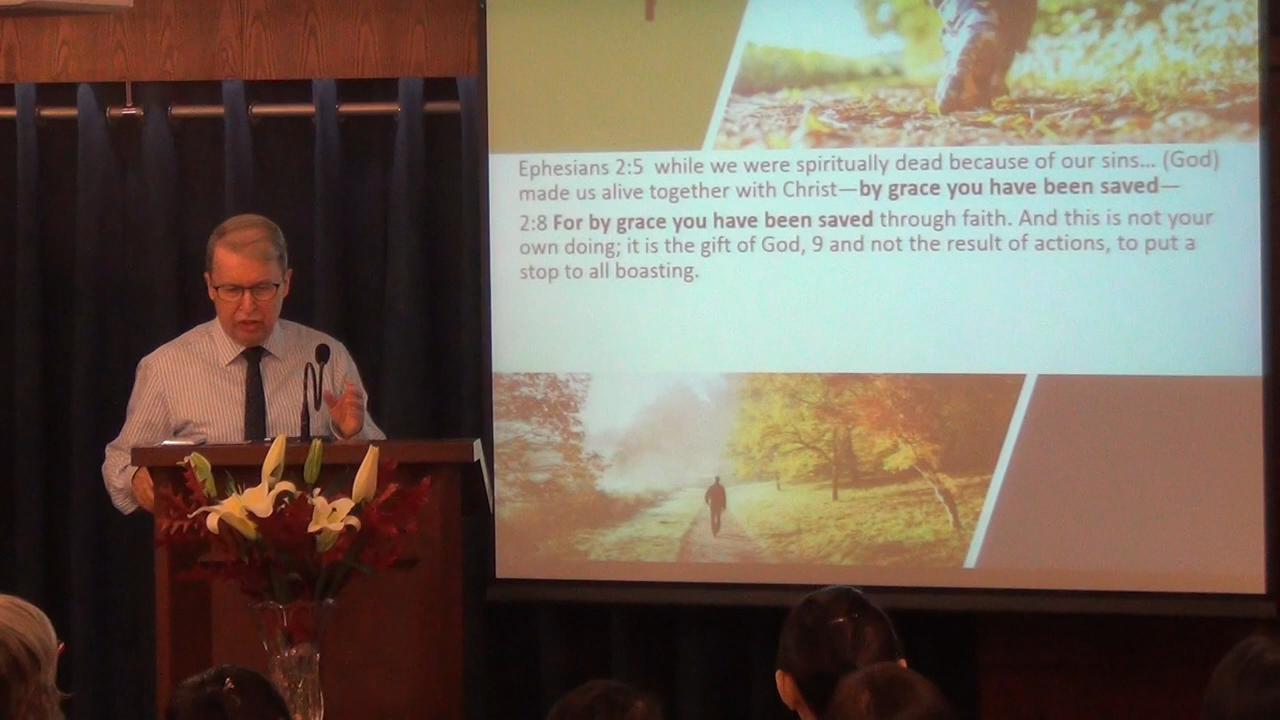 Ephesians 2:5  while we were spiritually dead because of our sins... (God)
made us alive together with Christ—by grace you have been saved—
2:8 For by grace you have been saved through faith. And this is not your
own doing; it is the gift of God, 9 and not the result of actions, to put a
stop to all boasting.